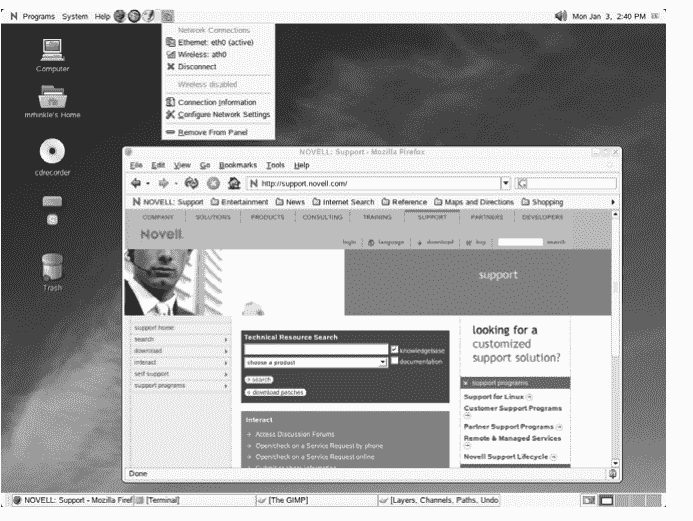 N Programs System Help
Mon Jan 3, 2:40 PM
Network Connections
Ethernet: eth0 (active)
Wireless: ath0
Disconnect
Wireless disabled
Connection Information
Configure Network Settings
Remove From Panel
Computer
mrhinkle's Home
cdrecorder
Trash
NOVELL: Support - Mozilla Firefox
File Edit View Go Bookmarks Tools Help
N http://support.novell.com/ G
N NOVELL: Support Entertainment News Internet Search Reference Maps and Directions Shopping
COMPANY SOLUTIONS PRODUCTS CONSULTING TRAINING SUPPORT PARTNERS DEVELOPERS
Novell
login language download buy search
support
support home
search
download
interact
self support
support programs
Technical Resource Search
knowledgebase
choose a product documentation
search
download patches
Interact
Access Discussion Forums
Open/check on a Service Request by phone
Open/check on a Service Request online
looking for a
customized
support solution?
support programs
Support for Linux
Customer Support Programs
Partner Support Programs
Remote & Managed Services
Novell Support Lifecycle
Done
NOVELL: Support - Mozilla Firef [Terminal] [The GIMP] [Layers, Channels, Paths, Undo